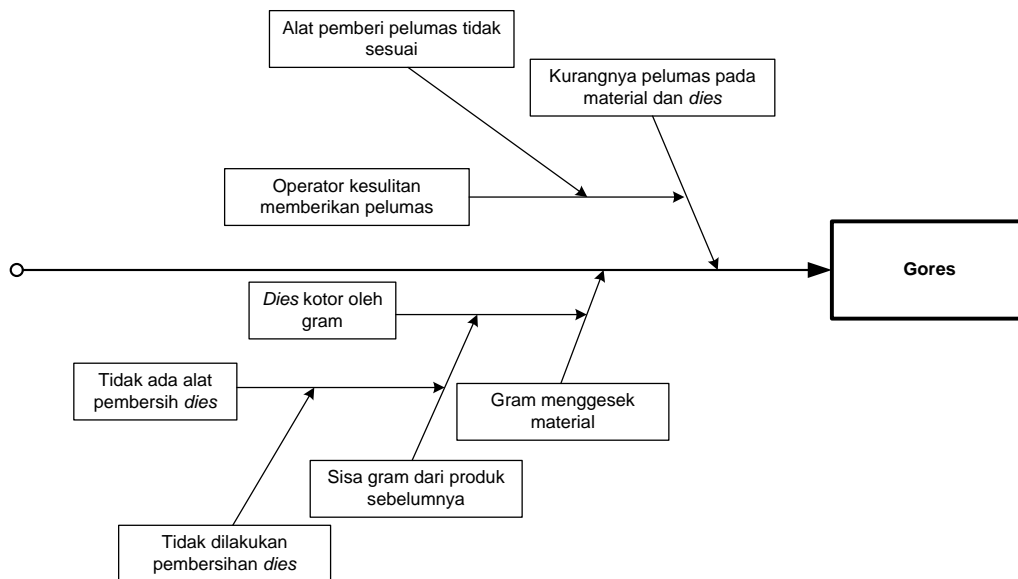 Alat pemberi pelumas tidak
sesuai
Kurangnya pelumas pada
material dan dies
Operator kesulitan
memberikan pelumas
Gores
Dies kotor oleh
gram
Tidak ada alat
pembersih dies
Gram menggesek
material
Sisa gram dari produk
sebelumnya
Tidak dilakukan
pembersihan dies